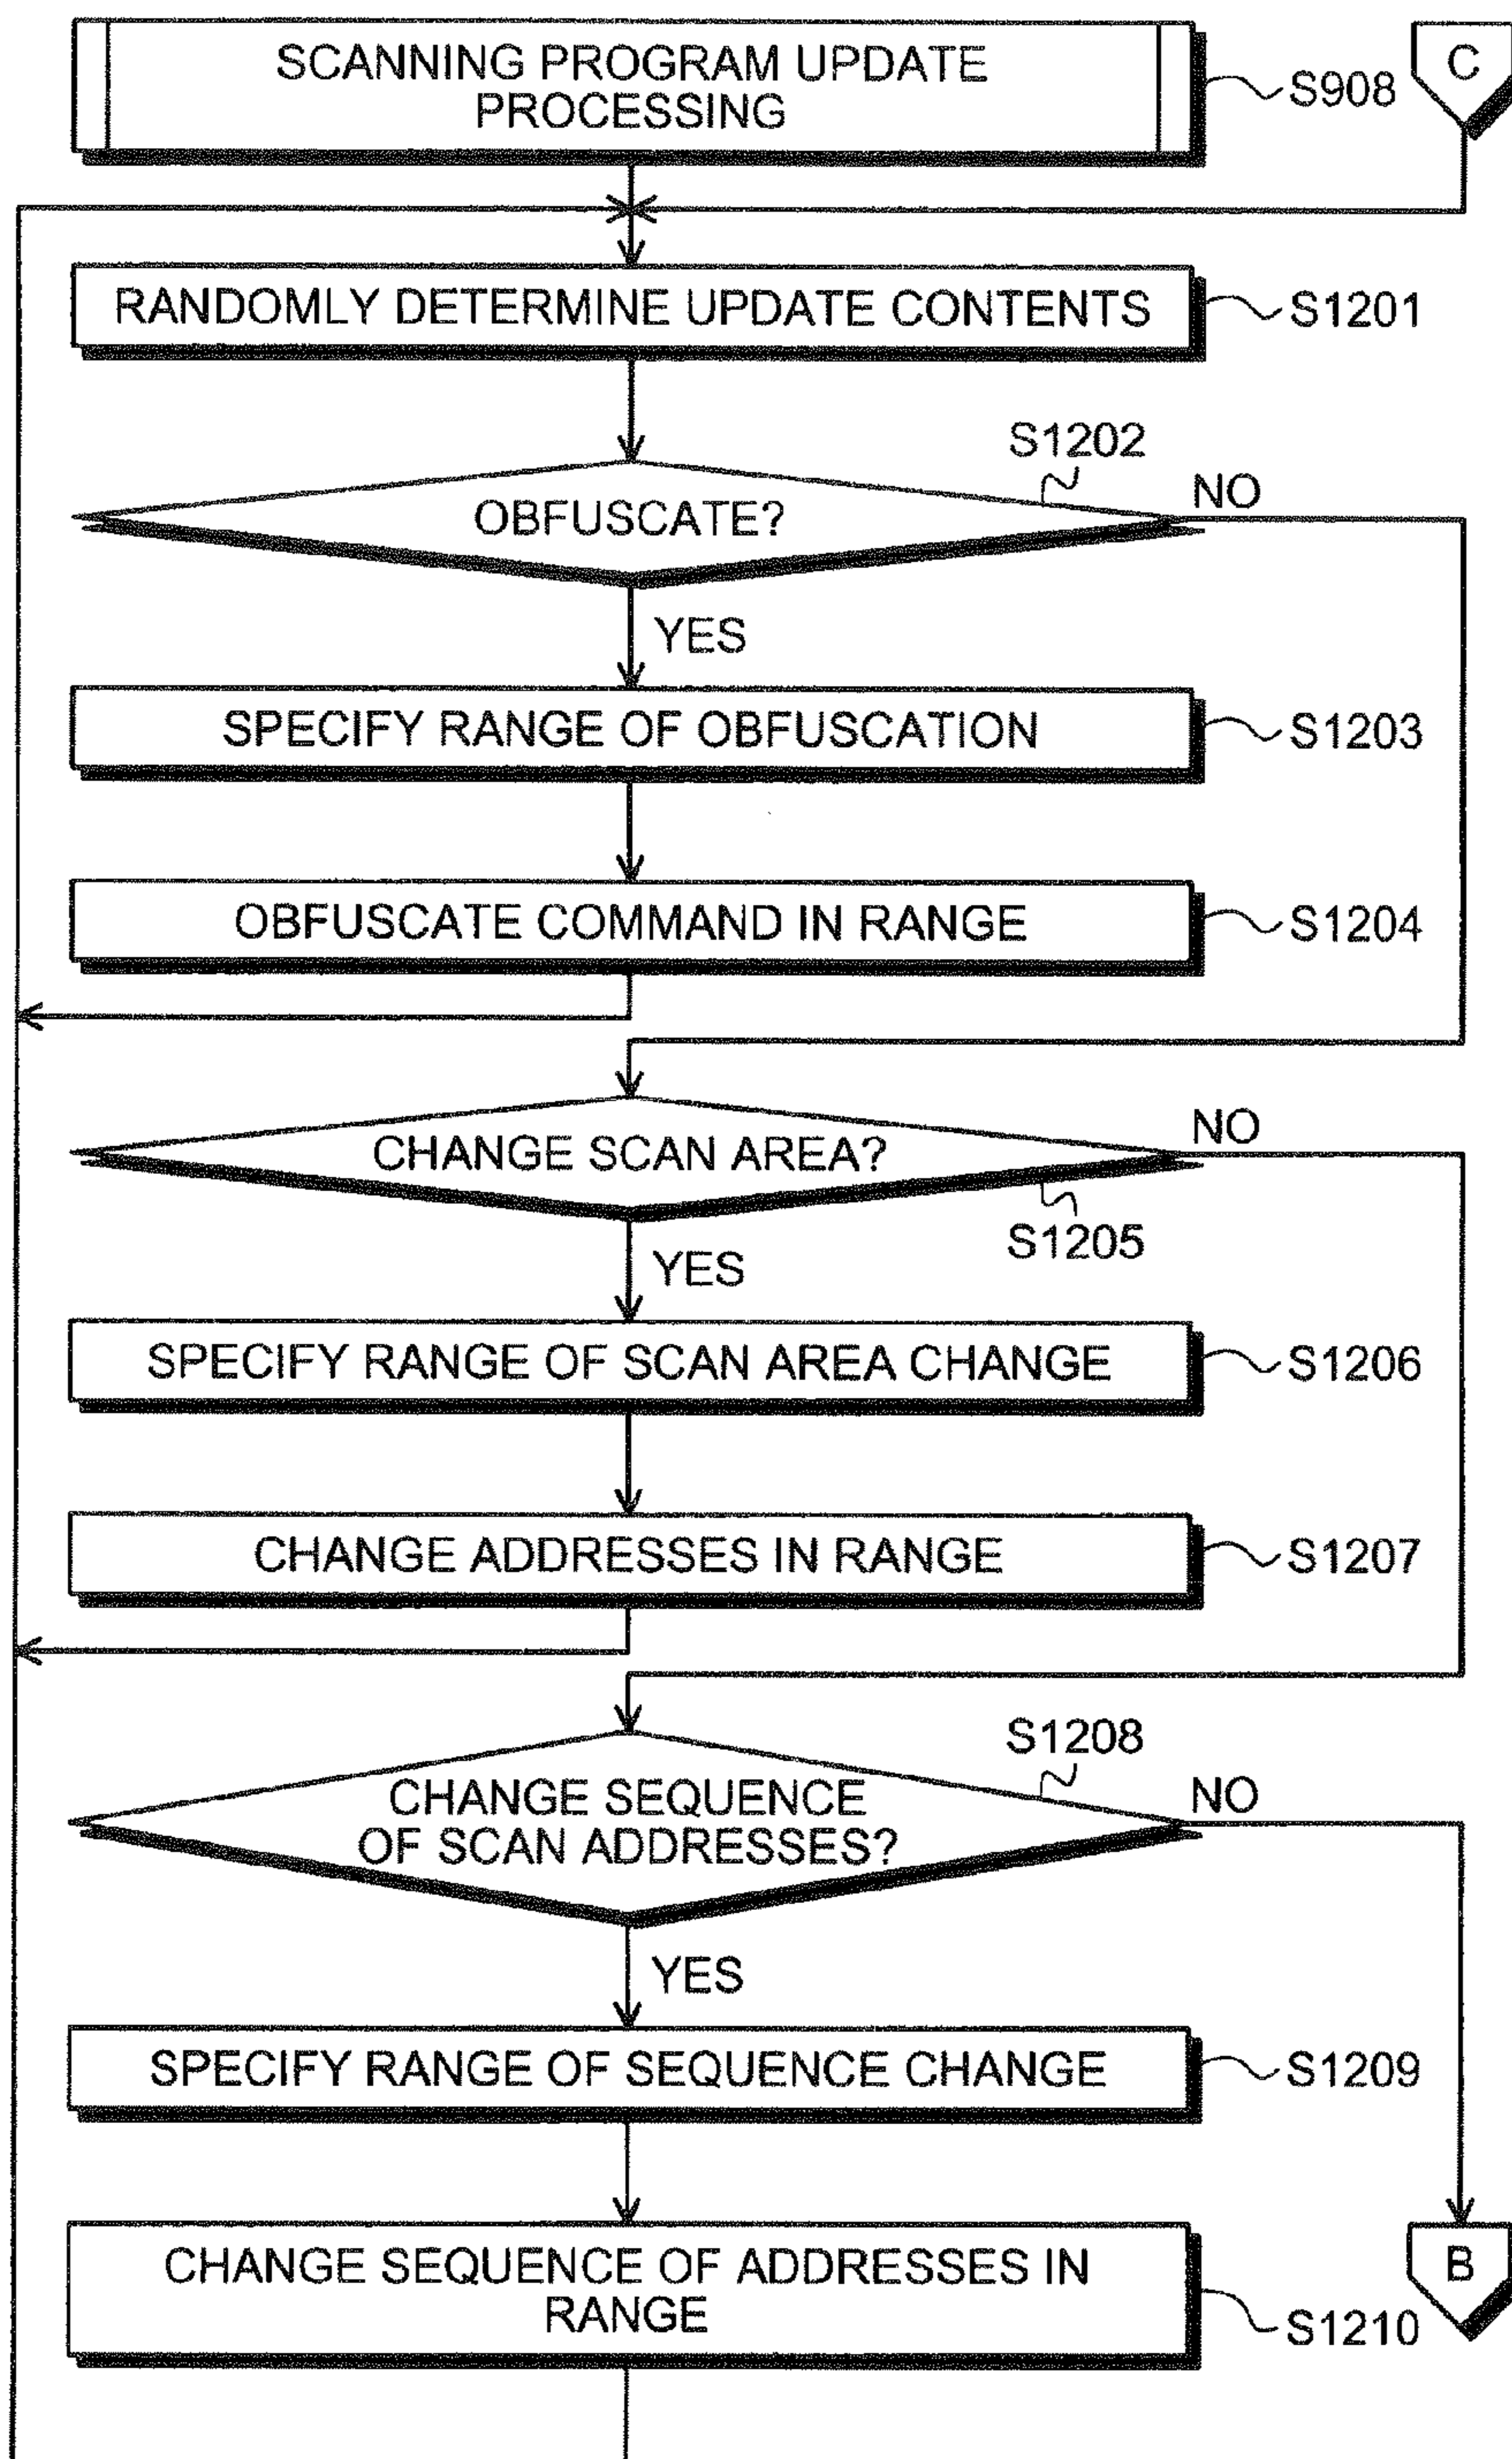 SCANNING PROGRAM UPDATE
PROCESSING
S908
C
RANDOMLY DETERMINE UPDATE CONTENTS
S1201
S1202
OBFUSCATE?
NO
YES
SPECIFY RANGE OF OBFUSCATION
S1203
OBFUSCATE COMMAND IN RANGE
S1204
CHANGE SCAN AREA?
NO
S1205
YES
SPECIFY RANGE OF SCAN AREA CHANGE
S1206
CHANGE ADDRESSES IN RANGE
S1207
S1208
CHANGE SEQUENCE
OF SCAN ADDRESSES?
NO
YES
SPECIFY RANGE OF SEQUENCE CHANGE
S1209
CHANGE SEQUENCE OF ADDRESSES IN
RANGE
S1210
B